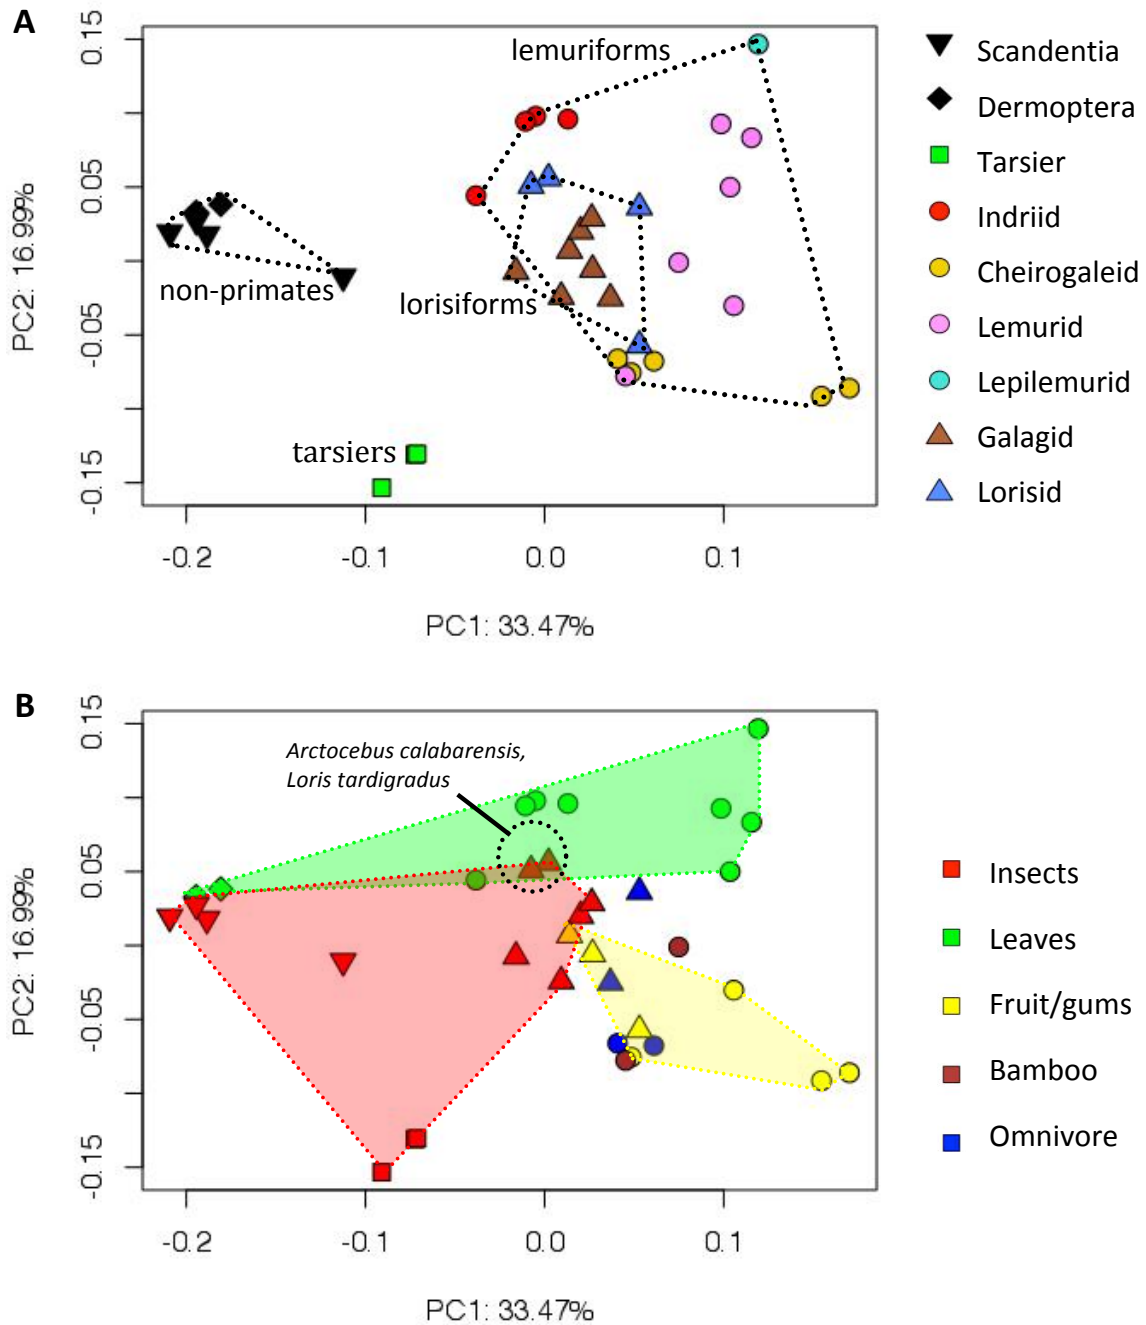 A
0.15
0.05
-0.05
-0.15
PC2: 16.99%
lemuriforms
non-primates
lorisiforms
tarsiers
-0.2
-0.1
0.0
0.1
PC1: 33.47%
Scandentia
Dermoptera
Tarsier
Indriid
Cheirogaleid
Lemurid
Lepilemurid
Galagid
Lorisid
B
0.15
0.05
-0.05
-0.15
PC2: 16.99%
Arctocebus calabarensis,
Loris tardigradus
-0.2
-0.1
0.0
0.1
PC1: 33.47%
Insects
Leaves
Fruit/gums
Bamboo
Omnivore